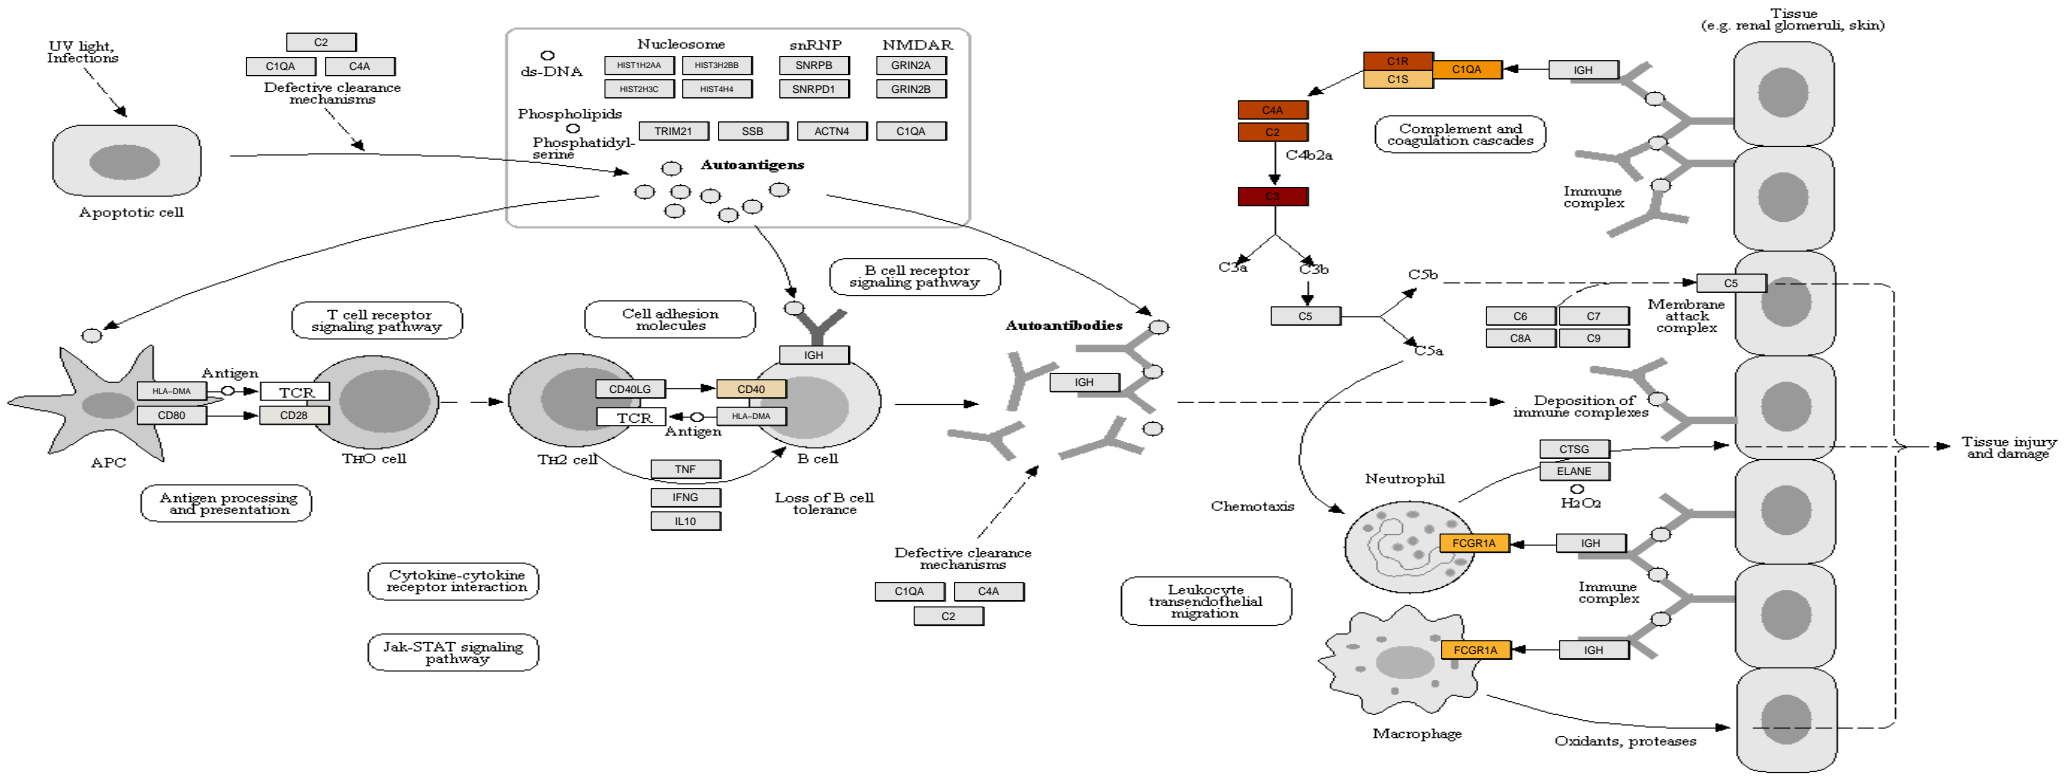 UV light,
Infections
C2
C1QA
C4A
Defective clearance
mechanisms
Apoptotic cell
ds-DNA
Nucleosome
HIST1H2AA
HIST3H2BB
HIST2H3C
HIST4H4
snRNP
SNRPB
SNRPD1
NMDAR
GRIN2A
GRIN2B
Phospholipids
Phosphatidyl-
serine
TRIM21
SSB
ACTN4
C1QA
Autoantigens
T cell receptor
signaling pathway
Cell adhesion
molecules
B cell receptor
signaling pathway
HLA-DMA
Antigen
TCR
CD80
CD28
APC
TH0 cell
CD40LG
CD40
TCR
HLA-DMA
Antigen
IGH
TH2 cell
B cell
TNF
IFNG
IL10
Loss of B cell
tolerance
Antigen processing
and presentation
Cytokine-cytokine
receptor interaction
Jak-STAT signaling
pathway
Autoantibodies
IGH
Defective clearance
mechanisms
C1QA
C4A
C2
Leukocyte
transendothelial
migration
Tissue
(e.g. renal glomeruli, skin)
C1R
C1S
C1QA
IGH
C4A
C2
C4b2a
C3
C3a
C3b
C5
C5b
C5a
Complement and
coagulation cascades
Immune
complex
C5
C6
C7
C8A
C9
Membrane
attack
complex
Deposition of
immune complexes
CTSG
ELANE
H2O2
Tissue injury
and damage
Chemotaxis
Neutrophil
FCGR1A
IGH
Immune
complex
FCGR1A
IGH
Macrophage
Oxidants, proteases